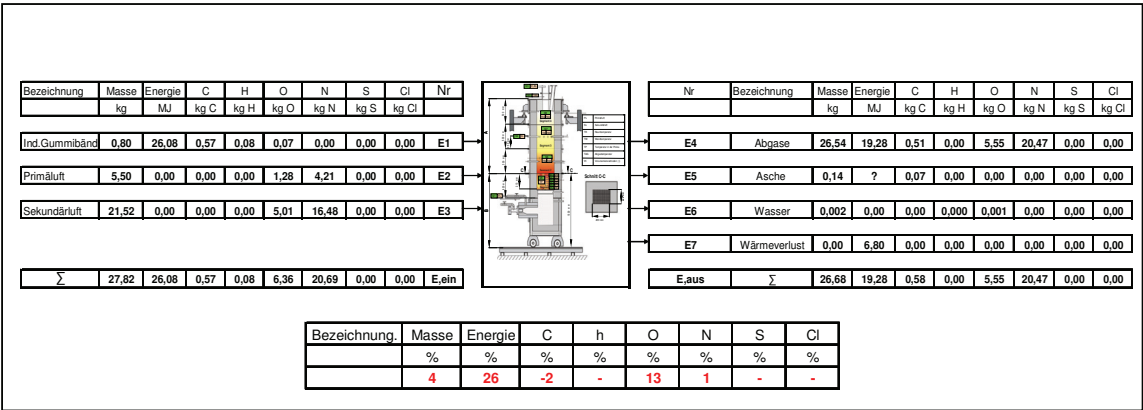 Bezeichnung Masse Energie C H O N S Cl Nr
kg MJ kg C kg H kg O kg N kg S kg Cl
Ind.Gummibänd 0,80 26,08 0,57 0,08 0,07 0,00 0,00 0,00 E1
Primäluft 5,50 0,00 0,00 0,00 1,28 4,21 0,00 0,00 E2
Sekundärluft 21,52 0,00 0,00 0,00 5,01 16,48 0,00 0,00 E3
∑ 27,82 26,08 0,57 0,08 6,36 20,69 0,00 0,00 E,ein
Schnitt C-C
Nr Bezeichnung Masse Energie C H O N S Cl
kg MJ kg C kg H kg O kg N kg S kg Cl
E4 Abgase 26,54 19,28 0,51 0,00 5,55 20,47 0,00 0,00
E5 Asche 0,14 ? 0,07 0,00 0,00 0,00 0,00 0,00
E6 Wasser 0,002 0,00 0,00 0,000 0,001 0,00 0,00 0,00
E7 Wärmeverlust 0,00 6,80 0,00 0,00 0,00 0,00 0,00 0,00
E,aus ∑ 26,68 19,28 0,58 0,00 5,55 20,47 0,00 0,00
Bezeichnung. Masse Energie C h O N S Cl
% % % % % % % %
4 26 -2 - 13 1 - -